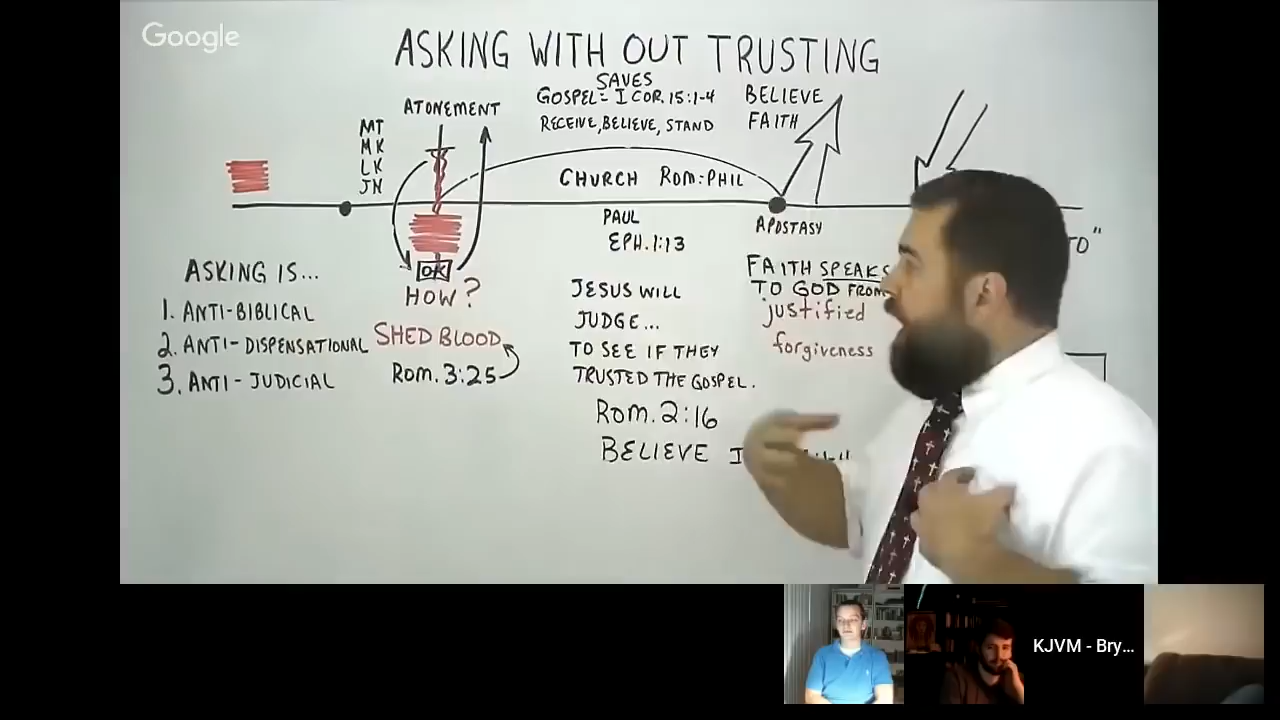 Google
ASKING WITH OUT TRUSTING
SAVES
GOSPEL = I COR. 15:1-4
RECEIVE, BELIEVE, STAND
BELIEVE
FAITH
ATONEMENT
MT
MK
LK
JN
CHURCH ROM:PHIL
PAUL
EPH. 1:13
APOSTASY
TO"
ASKING IS...
1. ANTI-BIBLICAL
2. ANTI-DISPENSATIONAL
3. ANTI-JUDICIAL
OK
HOW?
SHED BLOOD
Rom. 3:25
JESUS WILL
JUDGE...
TO SEE IF THEY
TRUSTED THE GOSPEL.
Rom. 2:16
BELIEVE I
FAITH SPEAKS
TO GOD FROM
justified
forgiveness
KJVM - Bry...